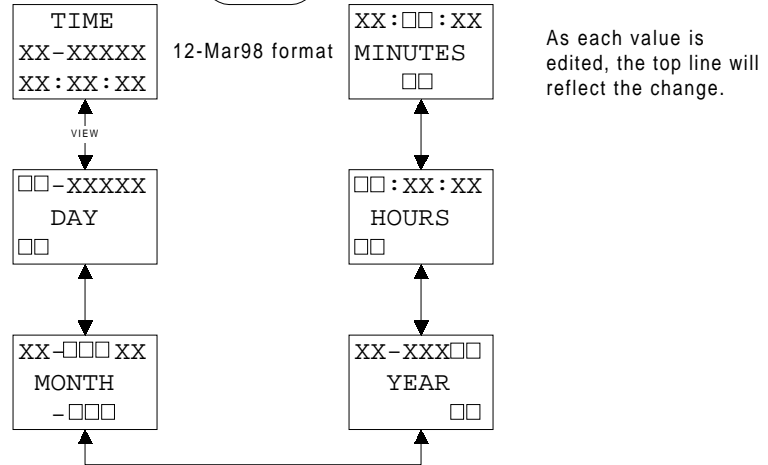 TIME
XX-XXXXX
XX:XX:XX
12-Mar98 format
VIEW
□□-XXXXX
DAY
□□
XX-□□□XX
MONTH
-□□□
XX-XXX□□
YEAR
□□
□□:XX:XX
HOURS
□□
XX:□□:XX
MINUTES
□□
As each value is
edited, the top line will
reflect the change.